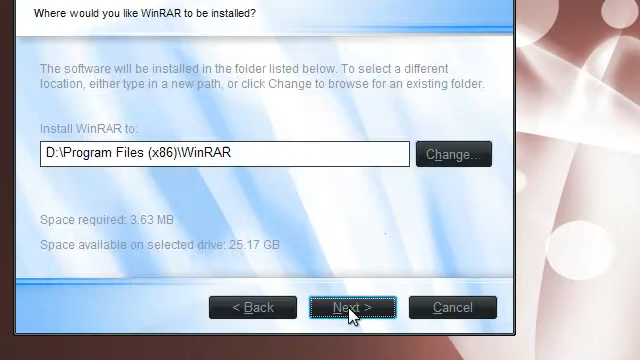 Where would you like WinRAR to be installed?
The software will be installed in the folder listed below. To select a different
location, either type in a new path, or click Change to browse for an existing folder.
Install WinRAR to:
D:\Program Files (x86)\WinRAR
Change...
Space required: 3.63 MB
Space available on selected drive: 25.17 GB
< Back
Next >
Cancel